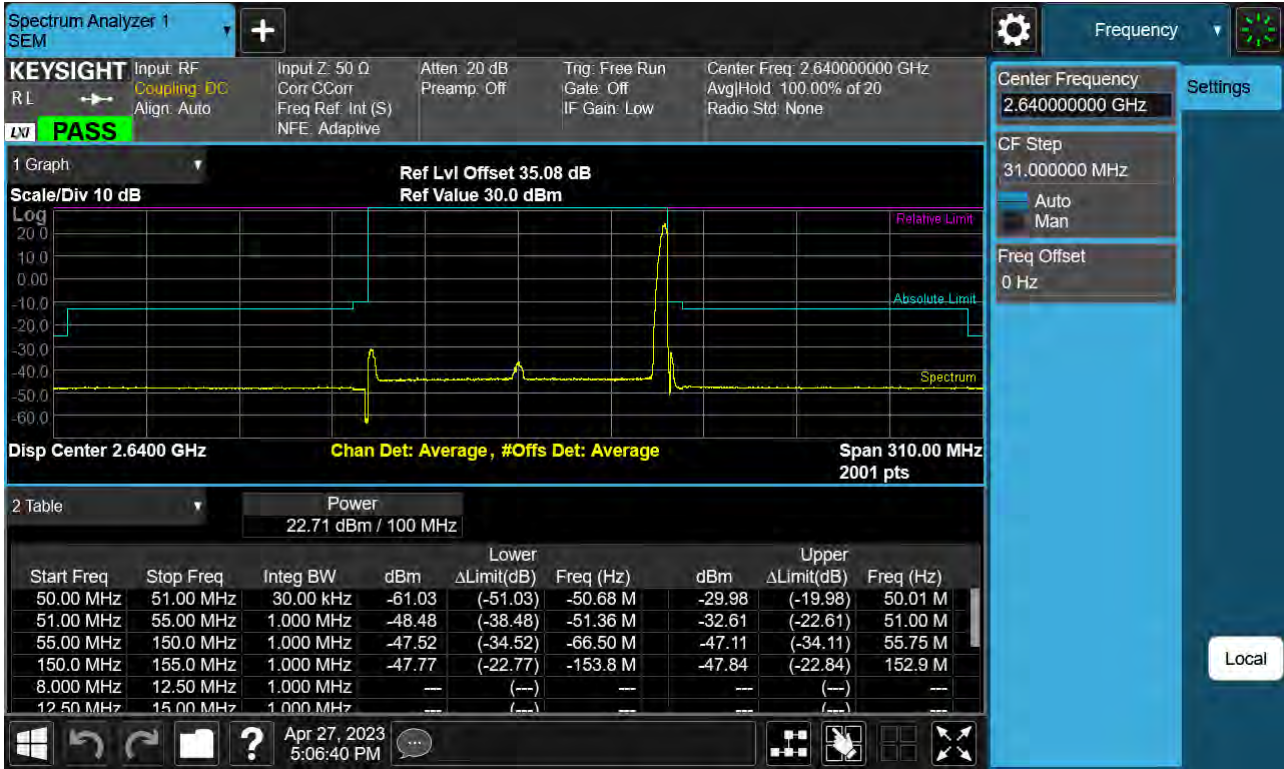 Spectrum Analyzer 1
SEM
▼
+
Frequency
▼
KEYSIGHT
R L
LXI
PASS
Input: RF
Coupling: DC
Align: Auto
Input Z: 50 Ω
Corr CCorr
Freq Ref: Int (S)
NFE: Adaptive
Atten: 20 dB
Preamp: Off
Trig: Free Run
Gate: Off
IF Gain: Low
Center Freq: 2.640000000 GHz
Avg|Hold: 100.00% of 20
Radio Std: None
Center Frequency
2.640000000 GHz
Settings
CF Step
31.000000 MHz
Auto
Man
Freq Offset
0 Hz
Local
1 Graph ▼
Scale/Div 10 dB
Ref Lvl Offset 35.08 dB
Ref Value 30.0 dBm
Log
20.0
10.0
0.00
-10.0
-20.0
-30.0
-40.0
-50.0
-60.0
Relative Limit
Absolute Limit
Spectrum
Disp Center 2.6400 GHz Chan Det: Average, #Offs Det: Average Span 310.00 MHz
2001 pts
2 Table ▼
Power
22.71 dBm / 100 MHz
Lower Upper
Start Freq Stop Freq Integ BW dBm ΔLimit(dB) Freq (Hz) dBm ΔLimit(dB) Freq (Hz)
50.00 MHz 51.00 MHz 30.00 kHz -61.03 (-51.03) -50.68 M -29.98 (-19.98) 50.01 M
51.00 MHz 55.00 MHz 1.000 MHz -48.48 (-38.48) -51.36 M -32.61 (-22.61) 51.00 M
55.00 MHz 150.0 MHz 1.000 MHz -47.52 (-34.52) -66.50 M -47.11 (-34.11) 55.75 M
150.0 MHz 155.0 MHz 1.000 MHz -47.77 (-22.77) -153.8 M -47.84 (-22.84) 152.9 M
8.000 MHz 12.50 MHz 1.000 MHz --- (---) --- --- (---) ---
12.50 MHz 15.00 MHz 1.000 MHz --- (---) --- --- (---) ---
?
Apr 27, 2023
5:06:40 PM